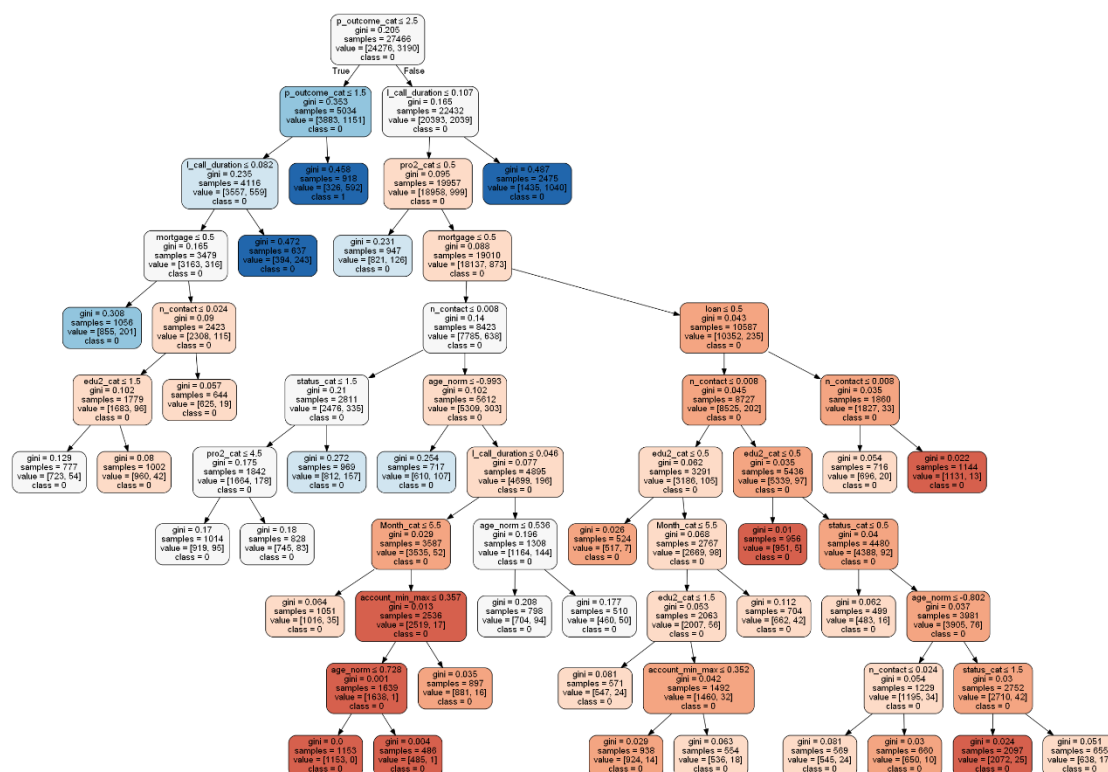 p_outcome_cat ≤ 2.5
gini = 0.205
samples = 27466
value = [24276, 3190]
class = 0
True
False
p_outcome_cat ≤ 1.5
gini = 0.353
samples = 5034
value = [3883, 1151]
class = 0
l_call_duration ≤ 0.107
gini = 0.165
samples = 22432
value = [20393, 2039]
class = 0
l_call_duration ≤ 0.082
gini = 0.235
samples = 4116
value = [3557, 559]
class = 0
gini = 0.458
samples = 918
value = [326, 592]
class = 1
pro2_cat ≤ 0.5
gini = 0.095
samples = 19957
value = [18958, 999]
class = 0
gini = 0.487
samples = 2475
value = [1435, 1040]
class = 0
mortgage ≤ 0.5
gini = 0.165
samples = 3479
value = [3163, 316]
class = 0
gini = 0.472
samples = 637
value = [394, 243]
class = 0
gini = 0.231
samples = 947
value = [821, 126]
class = 0
mortgage ≤ 0.5
gini = 0.088
samples = 19010
value = [18137, 873]
class = 0
gini = 0.308
samples = 1056
value = [855, 201]
class = 0
n_contact ≤ 0.024
gini = 0.09
samples = 2423
value = [2308, 115]
class = 0
n_contact ≤ 0.008
gini = 0.14
samples = 8423
value = [7785, 638]
class = 0
loan ≤ 0.5
gini = 0.043
samples = 10587
value = [10352, 235]
class = 0
edu2_cat ≤ 1.5
gini = 0.102
samples = 1779
value = [1683, 96]
class = 0
gini = 0.057
samples = 644
value = [625, 19]
class = 0
status_cat ≤ 1.5
gini = 0.21
samples = 2811
value = [2476, 335]
class = 0
age_norm ≤ -0.993
gini = 0.102
samples = 5612
value = [5309, 303]
class = 0
n_contact ≤ 0.008
gini = 0.045
samples = 8727
value = [8525, 202]
class = 0
n_contact ≤ 0.008
gini = 0.035
samples = 1860
value = [1827, 33]
class = 0
gini = 0.129
samples = 777
value = [723, 54]
class = 0
gini = 0.08
samples = 1002
value = [960, 42]
class = 0
pro2_cat ≤ 4.5
gini = 0.175
samples = 1842
value = [1664, 178]
class = 0
gini = 0.272
samples = 969
value = [812, 157]
class = 0
gini = 0.254
samples = 717
value = [610, 107]
class = 0
l_call_duration ≤ 0.046
gini = 0.077
samples = 4895
value = [4699, 196]
class = 0
edu2_cat ≤ 0.5
gini = 0.062
samples = 3291
value = [3186, 105]
class = 0
edu2_cat ≤ 0.5
gini = 0.035
samples = 5436
value = [5339, 97]
class = 0
gini = 0.054
samples = 716
value = [696, 20]
class = 0
gini = 0.022
samples = 1144
value = [1131, 13]
class = 0
gini = 0.17
samples = 1014
value = [919, 95]
class = 0
gini = 0.18
samples = 828
value = [745, 83]
class = 0
Month_cat ≤ 5.5
gini = 0.029
samples = 3587
value = [3535, 52]
class = 0
age_norm ≤ 0.536
gini = 0.196
samples = 1308
value = [1164, 144]
class = 0
gini = 0.026
samples = 524
value = [517, 7]
class = 0
Month_cat ≤ 5.5
gini = 0.068
samples = 2767
value = [2669, 98]
class = 0
gini = 0.01
samples = 956
value = [951, 5]
class = 0
status_cat ≤ 0.5
gini = 0.04
samples = 4480
value = [4388, 92]
class = 0
gini = 0.064
samples = 1051
value = [1016, 35]
class = 0
account_min_max ≤ 0.357
gini = 0.013
samples = 2536
value = [2519, 17]
class = 0
gini = 0.208
samples = 798
value = [704, 94]
class = 0
gini = 0.177
samples = 510
value = [460, 50]
class = 0
edu2_cat ≤ 1.5
gini = 0.053
samples = 2063
value = [2007, 56]
class = 0
gini = 0.112
samples = 704
value = [662, 42]
class = 0
gini = 0.062
samples = 499
value = [483, 16]
class = 0
age_norm ≤ -0.802
gini = 0.037
samples = 3981
value = [3905, 76]
class = 0
age_norm ≤ 0.728
gini = 0.001
samples = 1639
value = [1638, 1]
class = 0
gini = 0.035
samples = 897
value = [881, 16]
class = 0
gini = 0.081
samples = 571
value = [547, 24]
class = 0
account_min_max ≤ 0.352
gini = 0.042
samples = 1492
value = [1460, 32]
class = 0
n_contact ≤ 0.024
gini = 0.054
samples = 1229
value = [1195, 34]
class = 0
status_cat ≤ 1.5
gini = 0.03
samples = 2752
value = [2710, 42]
class = 0
gini = 0.0
samples = 1153
value = [1153, 0]
class = 0
gini = 0.004
samples = 486
value = [485, 1]
class = 0
gini = 0.029
samples = 938
value = [924, 14]
class = 0
gini = 0.063
samples = 554
value = [536, 18]
class = 0
gini = 0.081
samples = 569
value = [545, 24]
class = 0
gini = 0.03
samples = 660
value = [650, 10]
class = 0
gini = 0.024
samples = 2097
value = [2072, 25]
class = 0
gini = 0.051
samples = 655
value = [638, 17]
class = 0